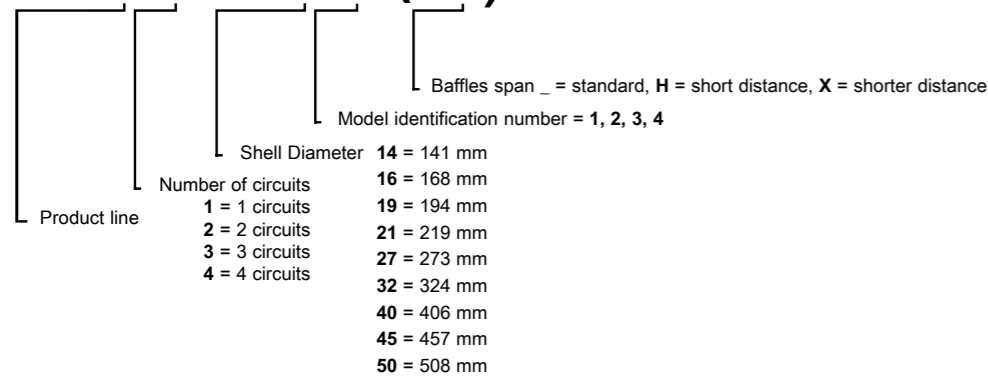 Baffles span _ = standard, H = short distance, X = shorter distance
Model identification number = 1, 2, 3, 4
Shell Diameter 14 = 141 mm
16 = 168 mm
19 = 194 mm
21 = 219 mm
27 = 273 mm
32 = 324 mm
40 = 406 mm
45 = 457 mm
50 = 508 mm
Number of circuits
1 = 1 circuits
2 = 2 circuits
3 = 3 circuits
4 = 4 circuits
Product line